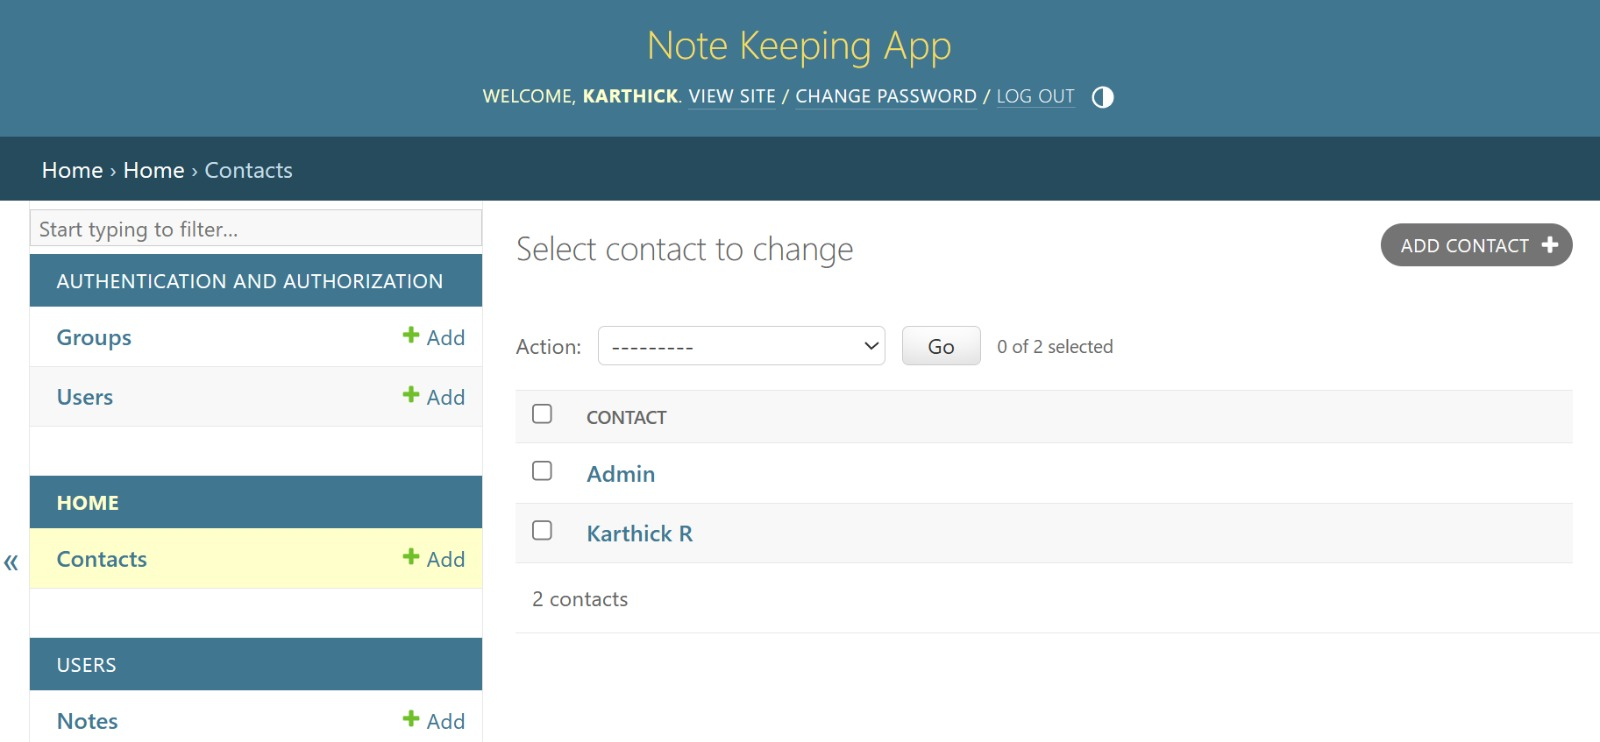 Note Keeping App
WELCOME, KARTHICK. VIEW SITE / CHANGE PASSWORD / LOG OUT
Home › Home › Contacts
Start typing to filter...
AUTHENTICATION AND AUTHORIZATION
Groups + Add
Users + Add
HOME
Contacts + Add
«
USERS
Notes + Add
Select contact to change
ADD CONTACT +
Action: --------- Go 0 of 2 selected
CONTACT
Admin
Karthick R
2 contacts